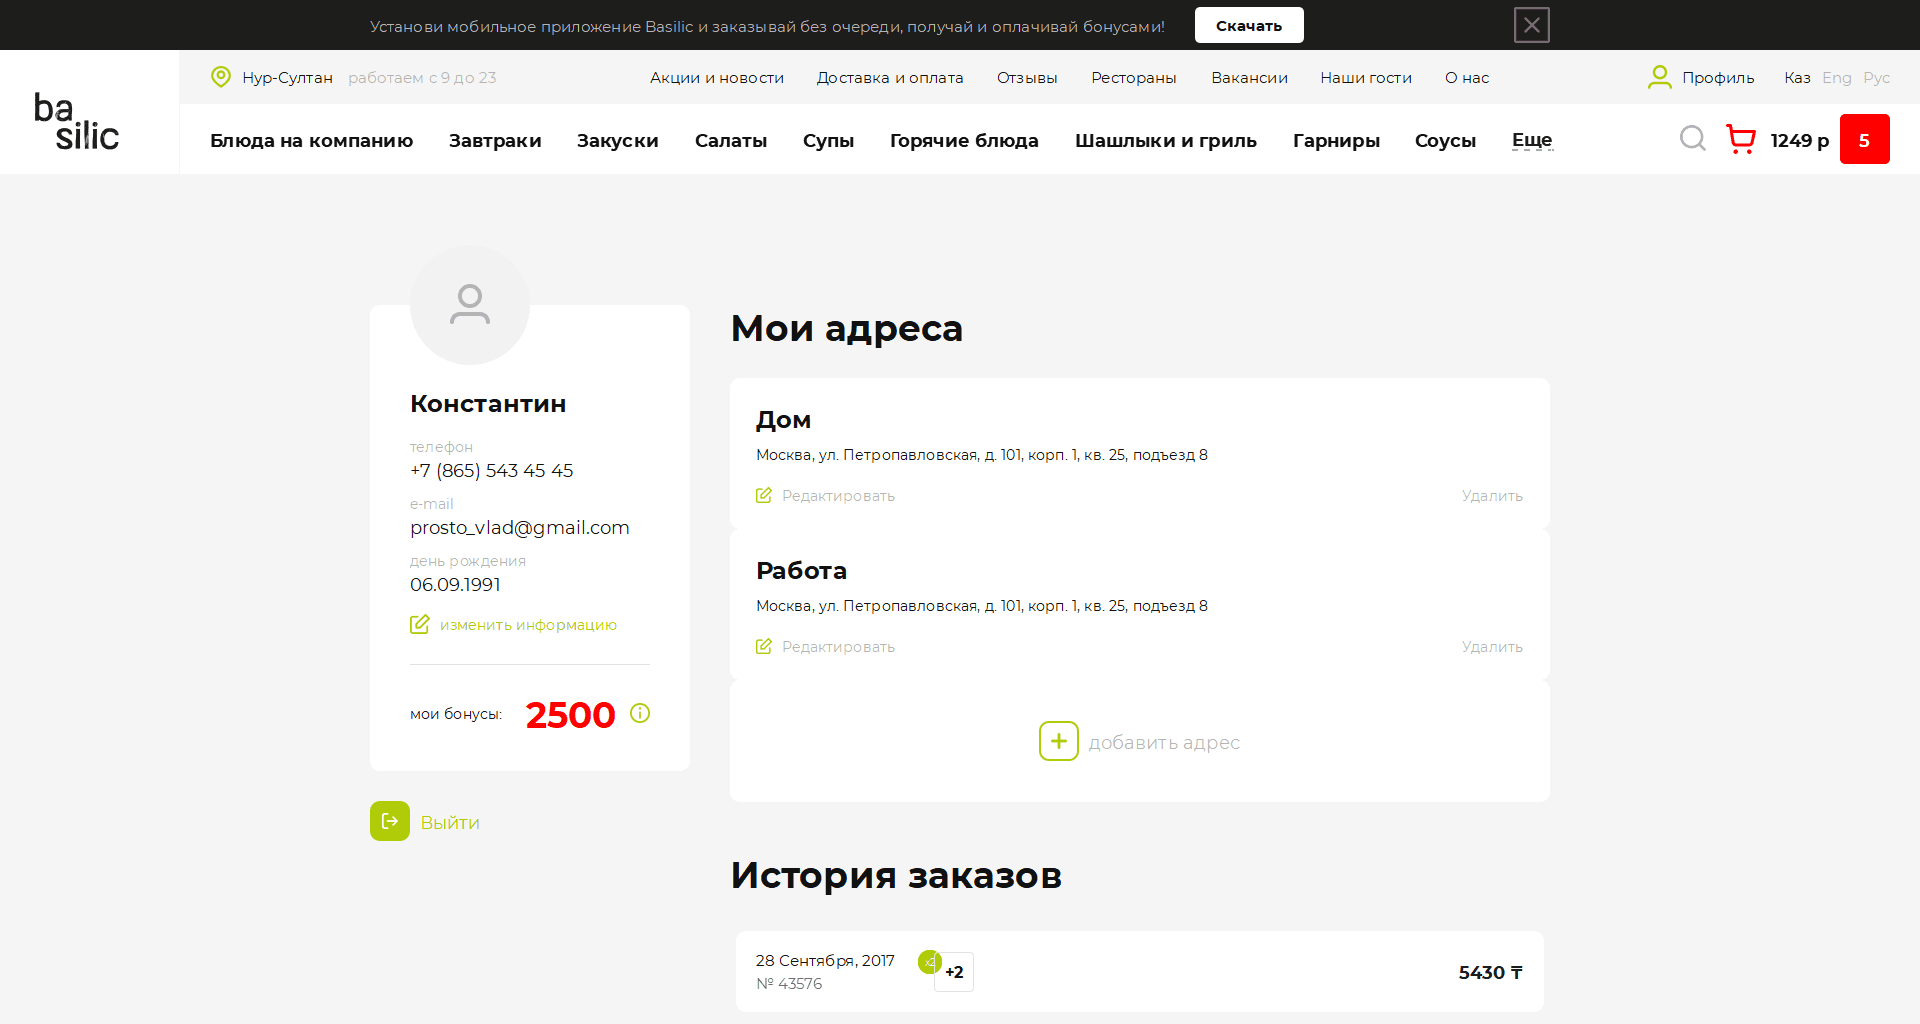 Установи мобильное приложение Basilic и заказывай без очереди, получай и оплачивай бонусами! Скачать
Нур-Султан работаем с 9 до 23 Акции и новости Доставка и оплата Отзывы Рестораны Вакансии Наши гости О нас Профиль Каз Eng Рус
ba
silic
Блюда на компанию Завтраки Закуски Салаты Супы Горячие блюда Шашлыки и гриль Гарниры Соусы Еще 1249 р 5
Константин
телефон
+7 (865) 543 45 45
e-mail
prosto_vlad@gmail.com
день рождения
06.09.1991
изменить информацию
мои бонусы: 2500
Выйти
Мои адреса
Дом
Москва, ул. Петропавловская, д. 101, корп. 1, кв. 25, подъезд 8
Редактировать Удалить
Работа
Москва, ул. Петропавловская, д. 101, корп. 1, кв. 25, подъезд 8
Редактировать Удалить
добавить адрес
История заказов
28 Сентября, 2017 x2 +2 5430 ₸
№ 43576